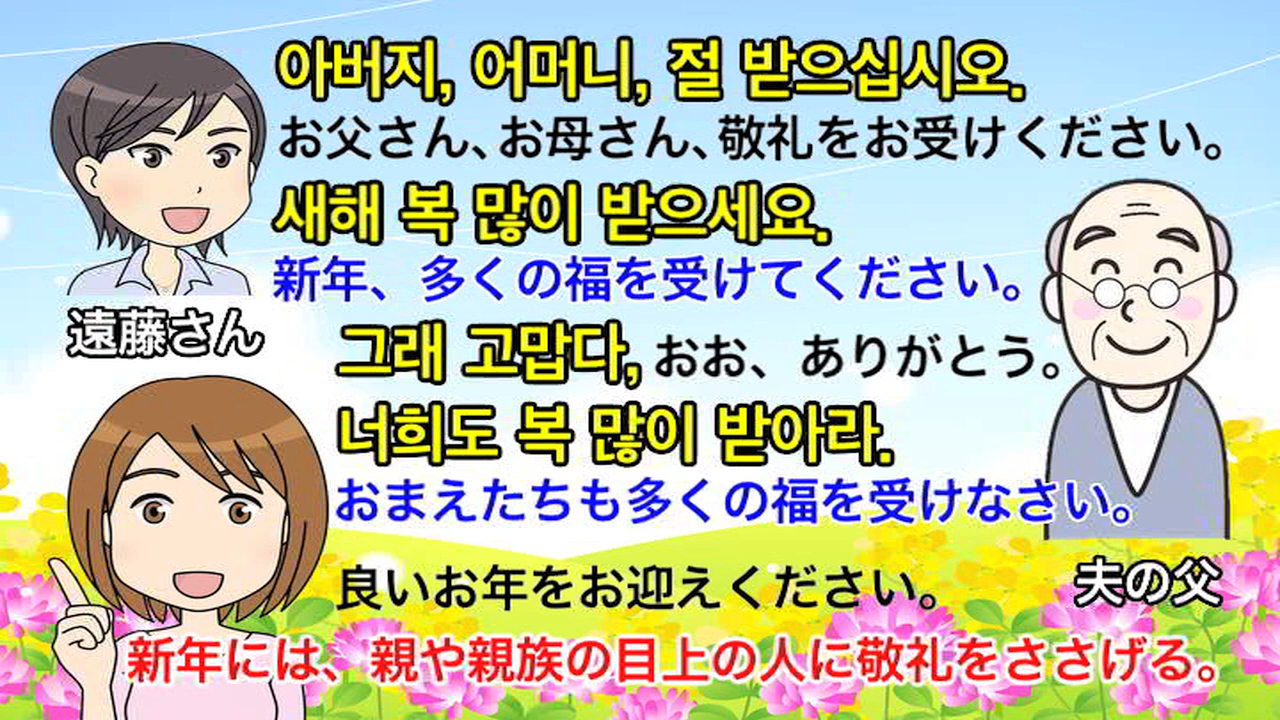 아버지, 어머니, 절 받으십시오.
お父さん、お母さん、敬礼をお受けください。
새해 복 많이 받으세요.
新年、多くの福を受けてください。
遠藤さん
그래 고맙다, おお、ありがとう。
너희도 복 많이 받아라.
おまえたちも多くの福を受けなさい。
夫の父
良いお年をお迎えください。
新年には、親や親族の目上の人に敬礼をささげる。